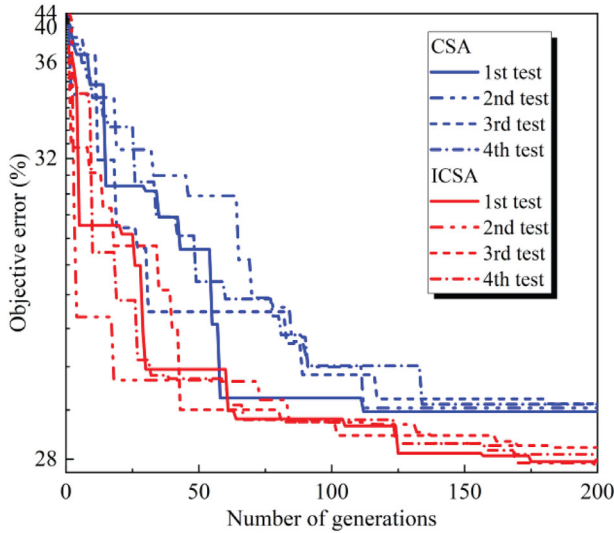 44
40
36
32
28
Objective error (%)
CSA
1st test
2nd test
3rd test
4th test
ICSA
1st test
2nd test
3rd test
4th test
0 50 100 150 200
Number of generations